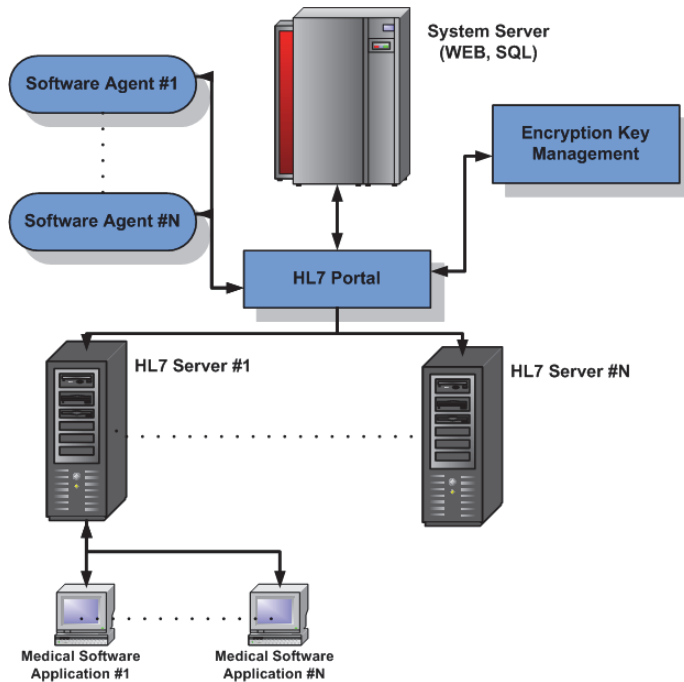 System Server
(WEB, SQL)
Software Agent #1
Encryption Key
Management
Software Agent #N
HL7 Portal
HL7 Server #1
HL7 Server #N
Medical Software
Application #1
Medical Software
Application #N